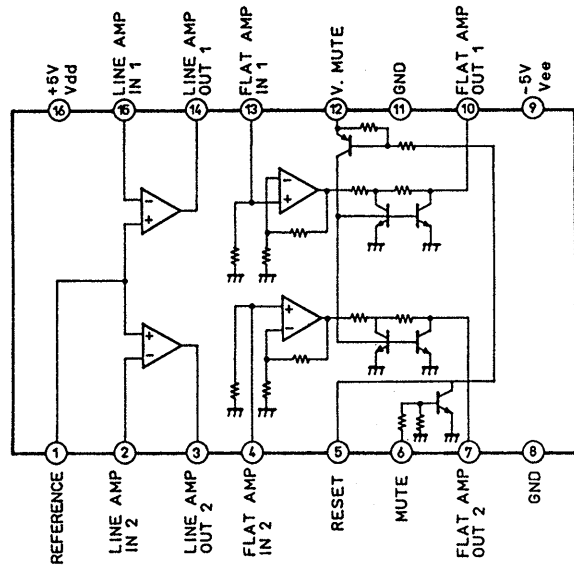 +5V
Vdd
LINE AMP
IN 1
LINE AMP
OUT 1
FLAT AMP
IN 1
V. MUTE
GND
FLAT AMP
OUT 1
-5V
Vee
16
15
14
13
12
11
10
9
-
+
-
+
+
-
+
-
1
2
3
4
5
6
7
8
REFERENCE
LINE AMP
IN 2
LINE AMP
OUT 2
FLAT AMP
IN 2
RESET
MUTE
FLAT AMP
OUT 2
GND